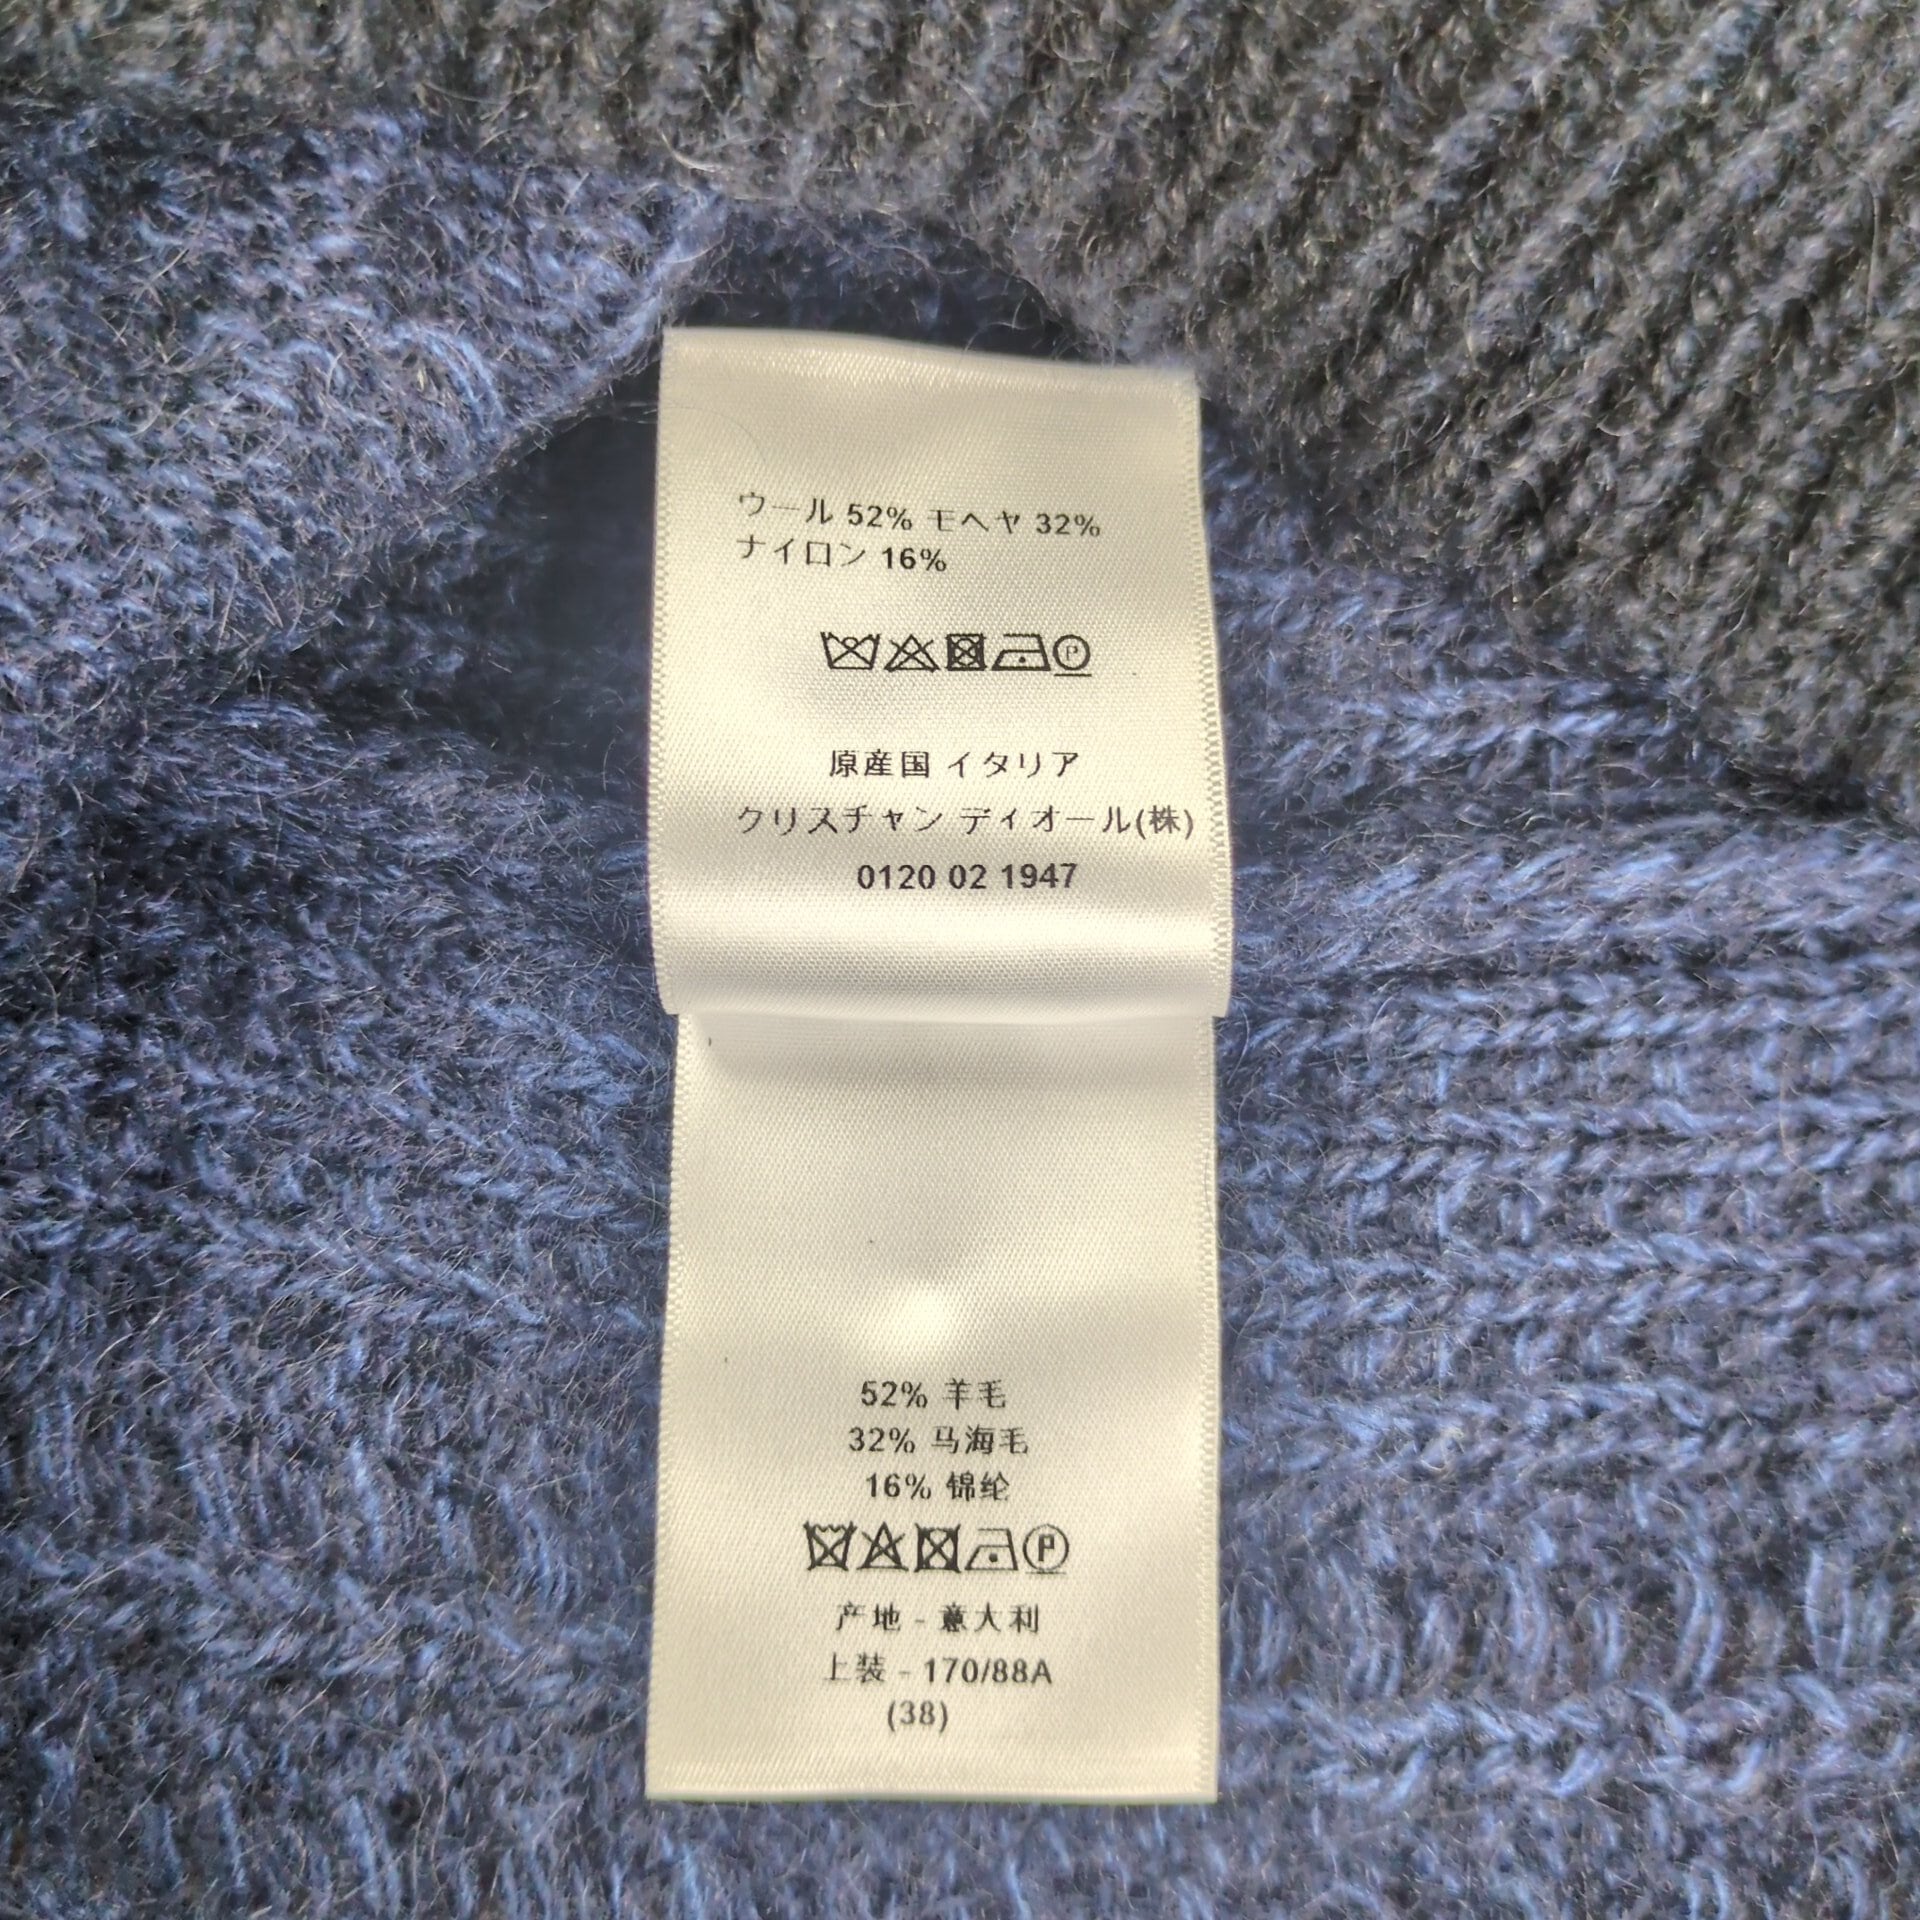 ウール 52% モヘヤ 32%
ナイロン 16%
P
原産国 イタリア
クリスチャン ディオール(株)
0120 02 1947
52% 羊毛
32% 马海毛
16% 锦纶
P
产地 - 意大利
上装 - 170/88A
(38)